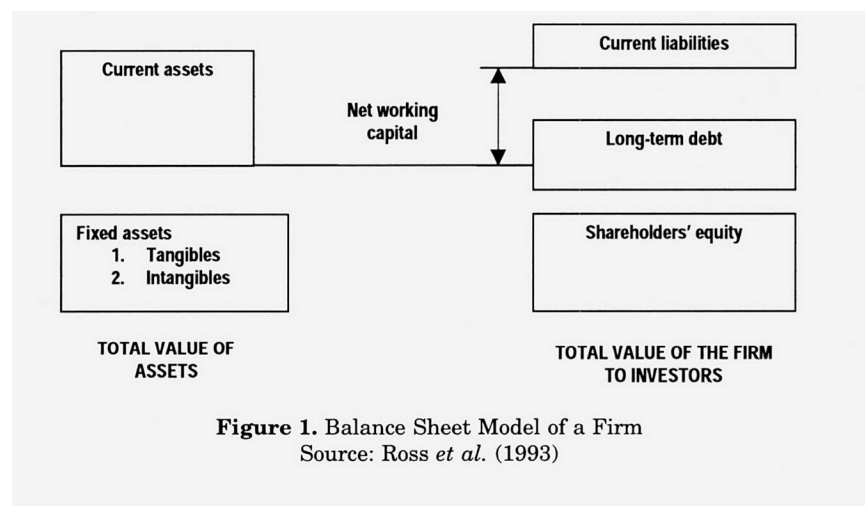 Current assets
Net working
capital
Current liabilities
Long-term debt
Fixed assets
1. Tangibles
2. Intangibles
Shareholders' equity
TOTAL VALUE OF
ASSETS
TOTAL VALUE OF THE FIRM
TO INVESTORS
Figure 1. Balance Sheet Model of a Firm
Source: Ross et al. (1993)